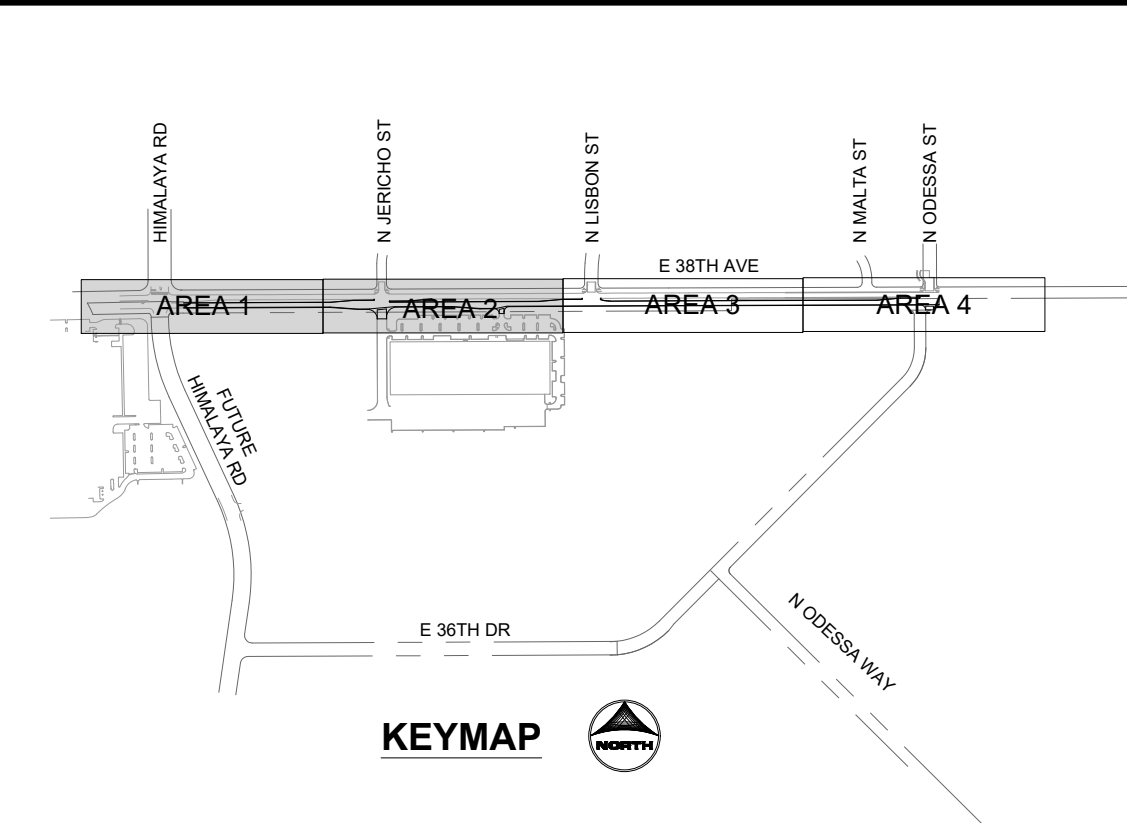 HIMALAYA RD
N JERICHO ST
N LISBON ST
N MALTA ST
N ODESSA ST
E 38TH AVE
AREA 1
AREA 2
AREA 3
AREA 4
FUTURE
HIMALAYA RD
E 36TH DR
N ODESSA WAY
KEYMAP
NORTH